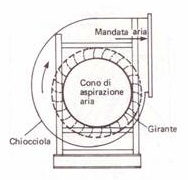 Mandata aria
Cono di
aspirazione
aria
Chiocciola
Girante